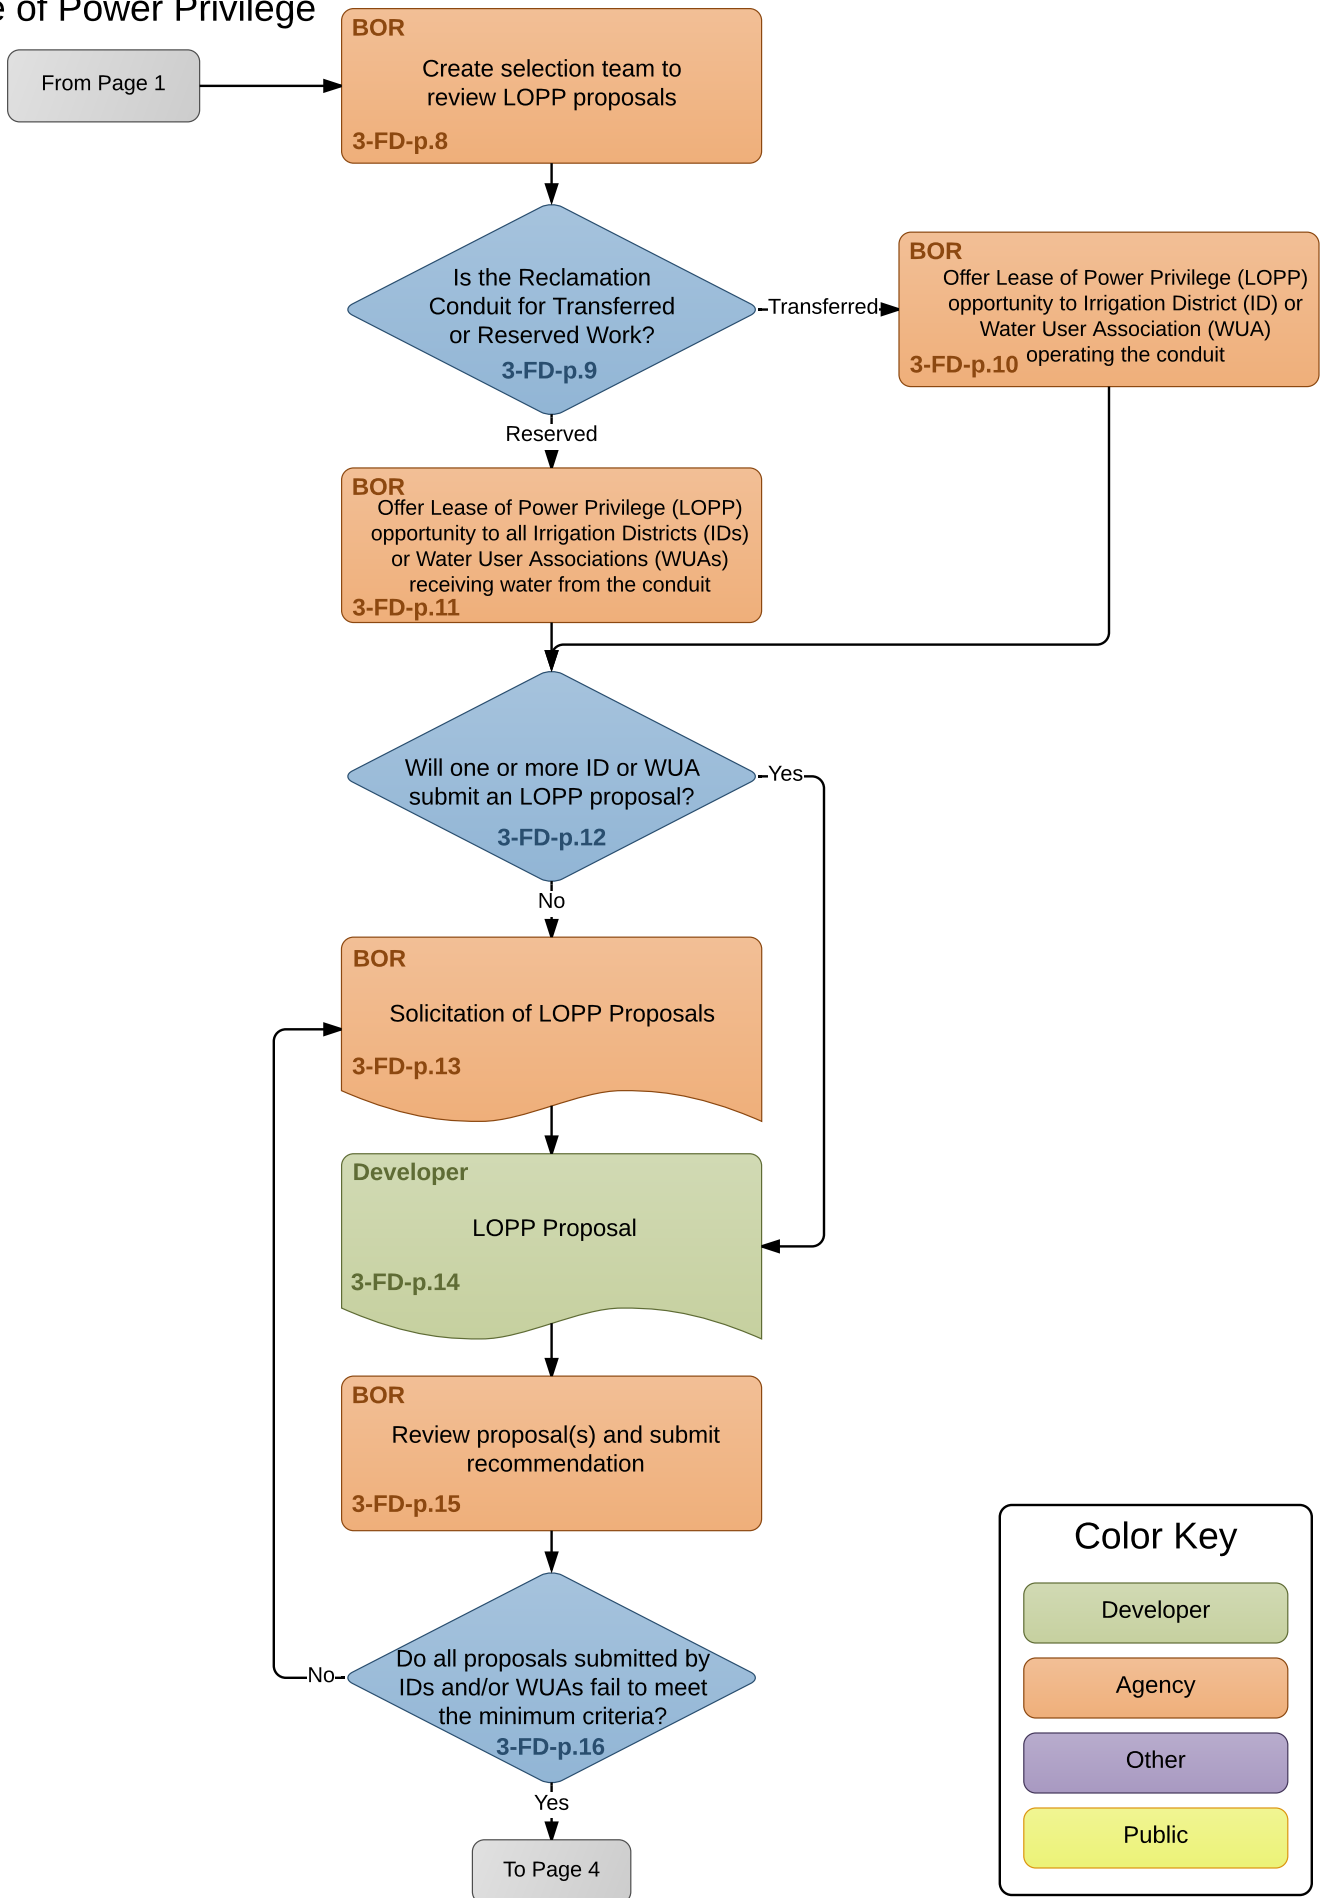 e of Power Privilege
From Page 1
BOR
Create selection team to
review LOPP proposals
3-FD-p.8
Is the Reclamation
Conduit for Transferred
or Reserved Work?
3-FD-p.9
Transferred
BOR
Offer Lease of Power Privilege (LOPP)
opportunity to Irrigation District (ID) or
Water User Association (WUA)
operating the conduit
3-FD-p.10
Reserved
BOR
Offer Lease of Power Privilege (LOPP)
opportunity to all Irrigation Districts (IDs)
or Water User Associations (WUAs)
receiving water from the conduit
3-FD-p.11
Will one or more ID or WUA
submit an LOPP proposal?
3-FD-p.12
Yes
No
BOR
Solicitation of LOPP Proposals
3-FD-p.13
Developer
LOPP Proposal
3-FD-p.14
BOR
Review proposal(s) and submit
recommendation
3-FD-p.15
Do all proposals submitted by
IDs and/or WUAs fail to meet
the minimum criteria?
3-FD-p.16
No
Yes
To Page 4
Color Key
Developer
Agency
Other
Public